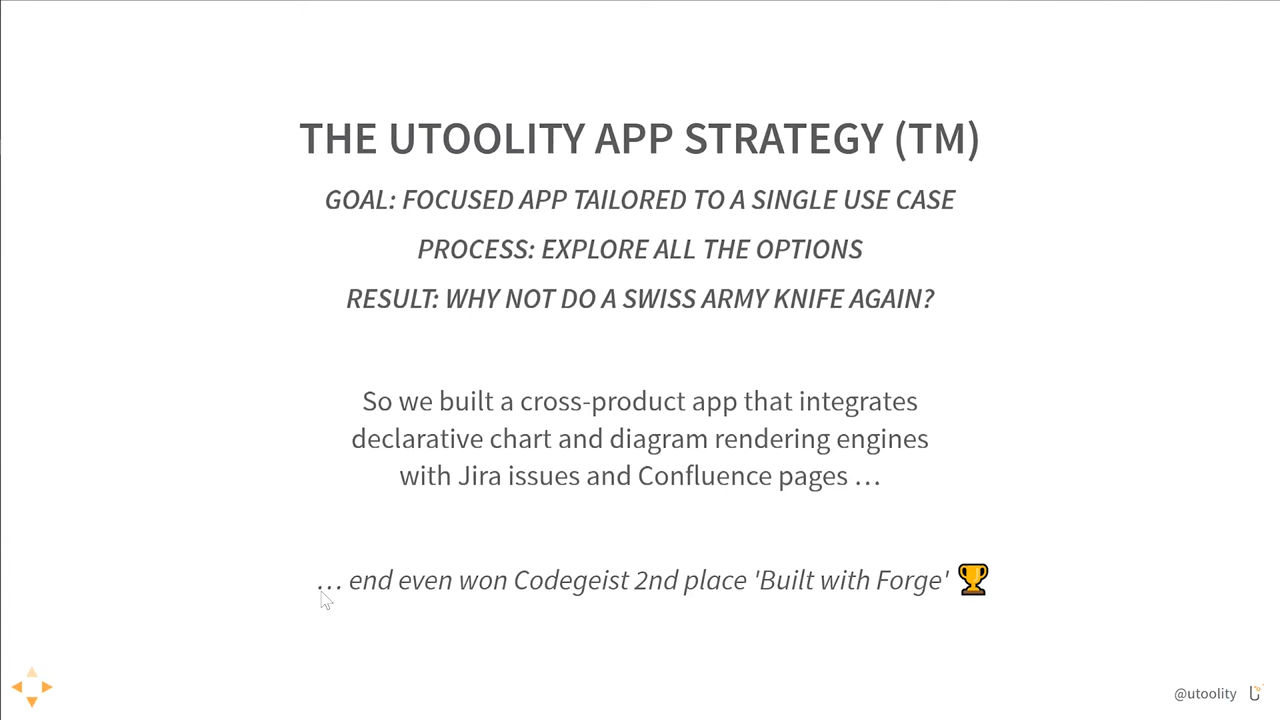 THE UTOOLITY APP STRATEGY (TM)
GOAL: FOCUSED APP TAILORED TO A SINGLE USE CASE
PROCESS: EXPLORE ALL THE OPTIONS
RESULT: WHY NOT DO A SWISS ARMY KNIFE AGAIN?
So we built a cross-product app that integrates
declarative chart and diagram rendering engines
with Jira issues and Confluence pages …
… end even won Codegeist 2nd place 'Built with Forge' 🏆
@utoolity